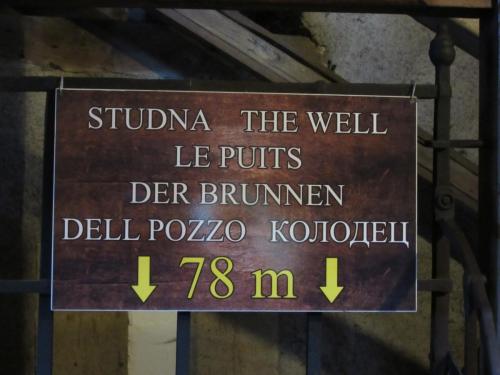 STUDNA THE WELL
LE PUITS
DER BRUNNEN
DELL POZZO КОЛОДЕЦ
78 m